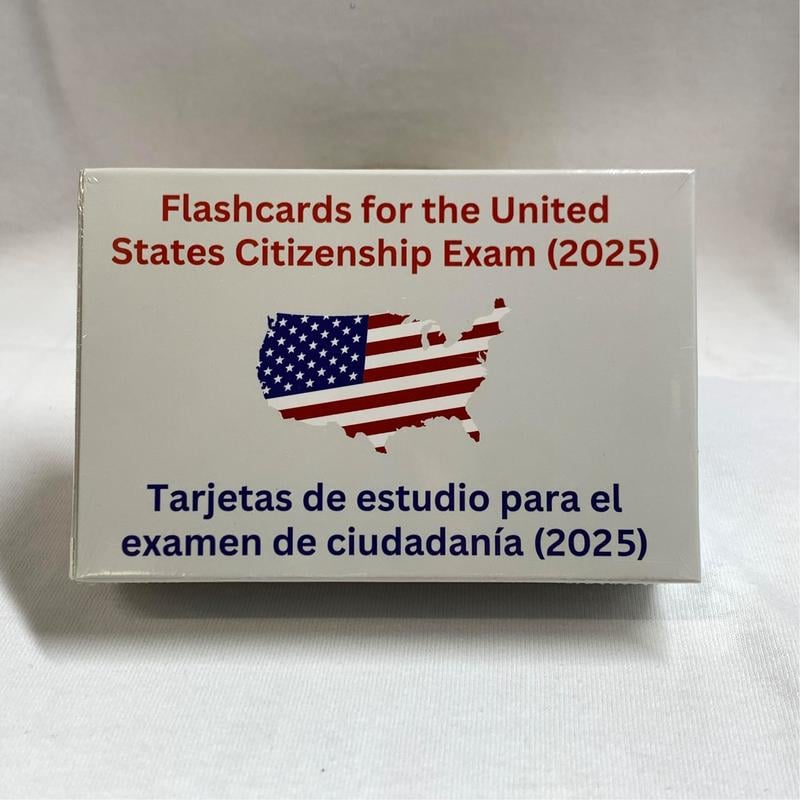 Flashcards for the United
States Citizenship Exam (2025)
Tarjetas de estudio para el
examen de ciudadanía (2025)